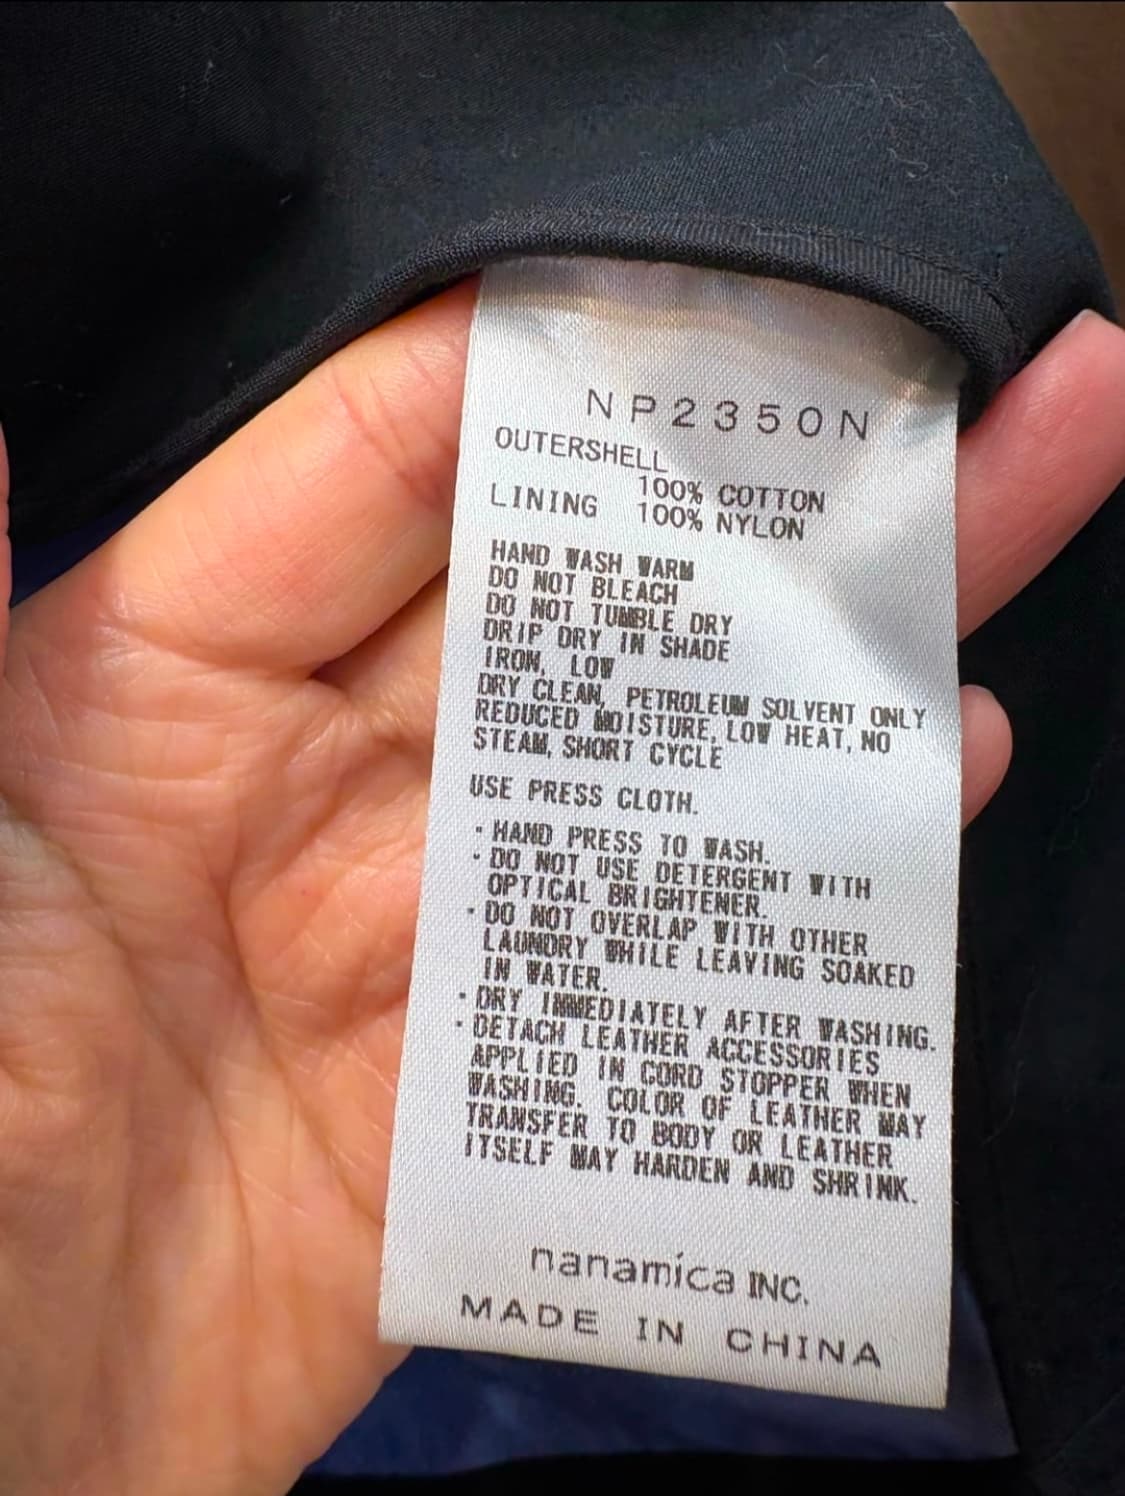 NP2350N
OUTERSHELL
100% COTTON
LINING 100% NYLON
HAND WASH WARM
DO NOT BLEACH
DO NOT TUMBLE DRY
DRIP DRY IN SHADE
IRON, LOW
DRY CLEAN, PETROLEUM SOLVENT ONLY
REDUCED MOISTURE, LOW HEAT, NO
STEAM, SHORT CYCLE
USE PRESS CLOTH.
・HAND PRESS TO WASH.
・DO NOT USE DETERGENT WITH
OPTICAL BRIGHTENER.
・DO NOT OVERLAP WITH OTHER
LAUNDRY WHILE LEAVING SOAKED
IN WATER.
・DRY IMMEDIATELY AFTER WASHING.
・DETACH LEATHER ACCESSORIES
APPLIED IN CORD STOPPER WHEN
WASHING. COLOR OF LEATHER MAY
TRANSFER TO BODY OR LEATHER
ITSELF MAY HARDEN AND SHRINK.
nanamica INC.
MADE IN CHINA